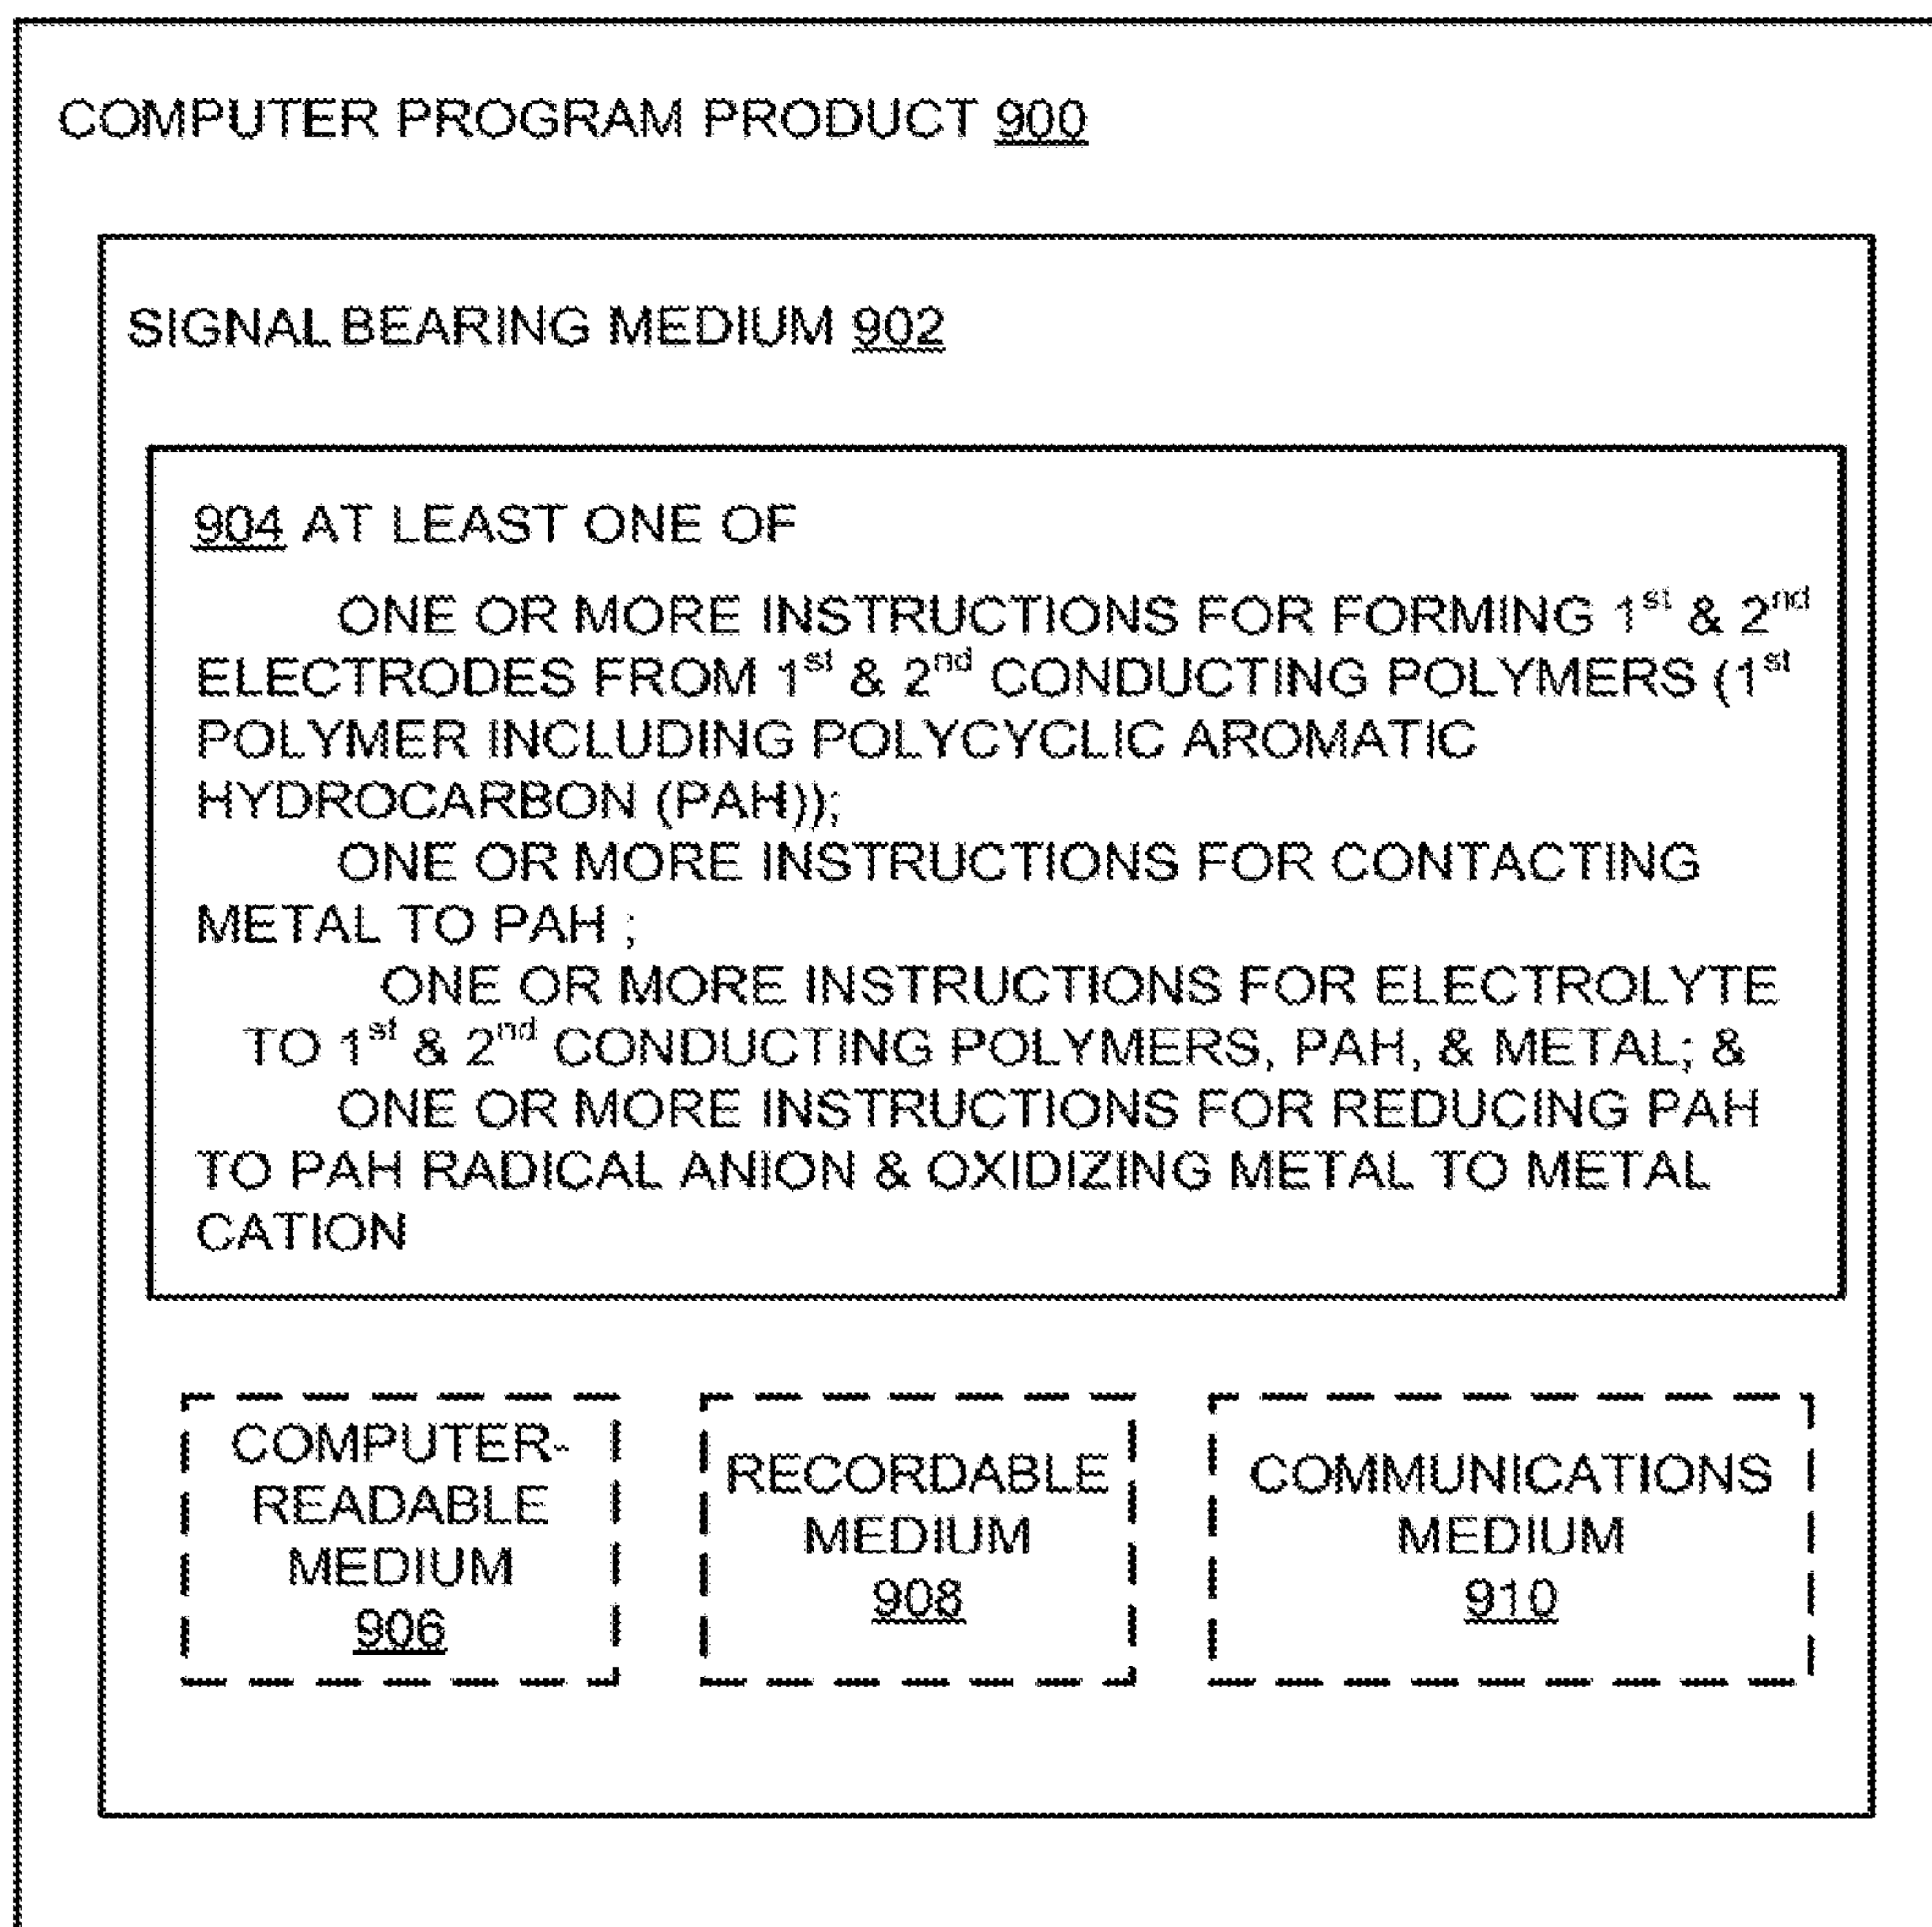 COMPUTER PROGRAM PRODUCT 900
SIGNAL BEARING MEDIUM 902
904 AT LEAST ONE OF
ONE OR MORE INSTRUCTIONS FOR FORMING 1st & 2nd
ELECTRODES FROM 1st & 2nd CONDUCTING POLYMERS (1st
POLYMER INCLUDING POLYCYCLIC AROMATIC
HYDROCARBON (PAH));
ONE OR MORE INSTRUCTIONS FOR CONTACTING
METAL TO PAH ;
ONE OR MORE INSTRUCTIONS FOR ELECTROLYTE
TO 1st & 2nd CONDUCTING POLYMERS, PAH, & METAL; &
ONE OR MORE INSTRUCTIONS FOR REDUCING PAH
TO PAH RADICAL ANION & OXIDIZING METAL TO METAL
CATION
COMPUTER-
READABLE
MEDIUM
906
RECORDABLE
MEDIUM
908
COMMUNICATIONS
MEDIUM
910